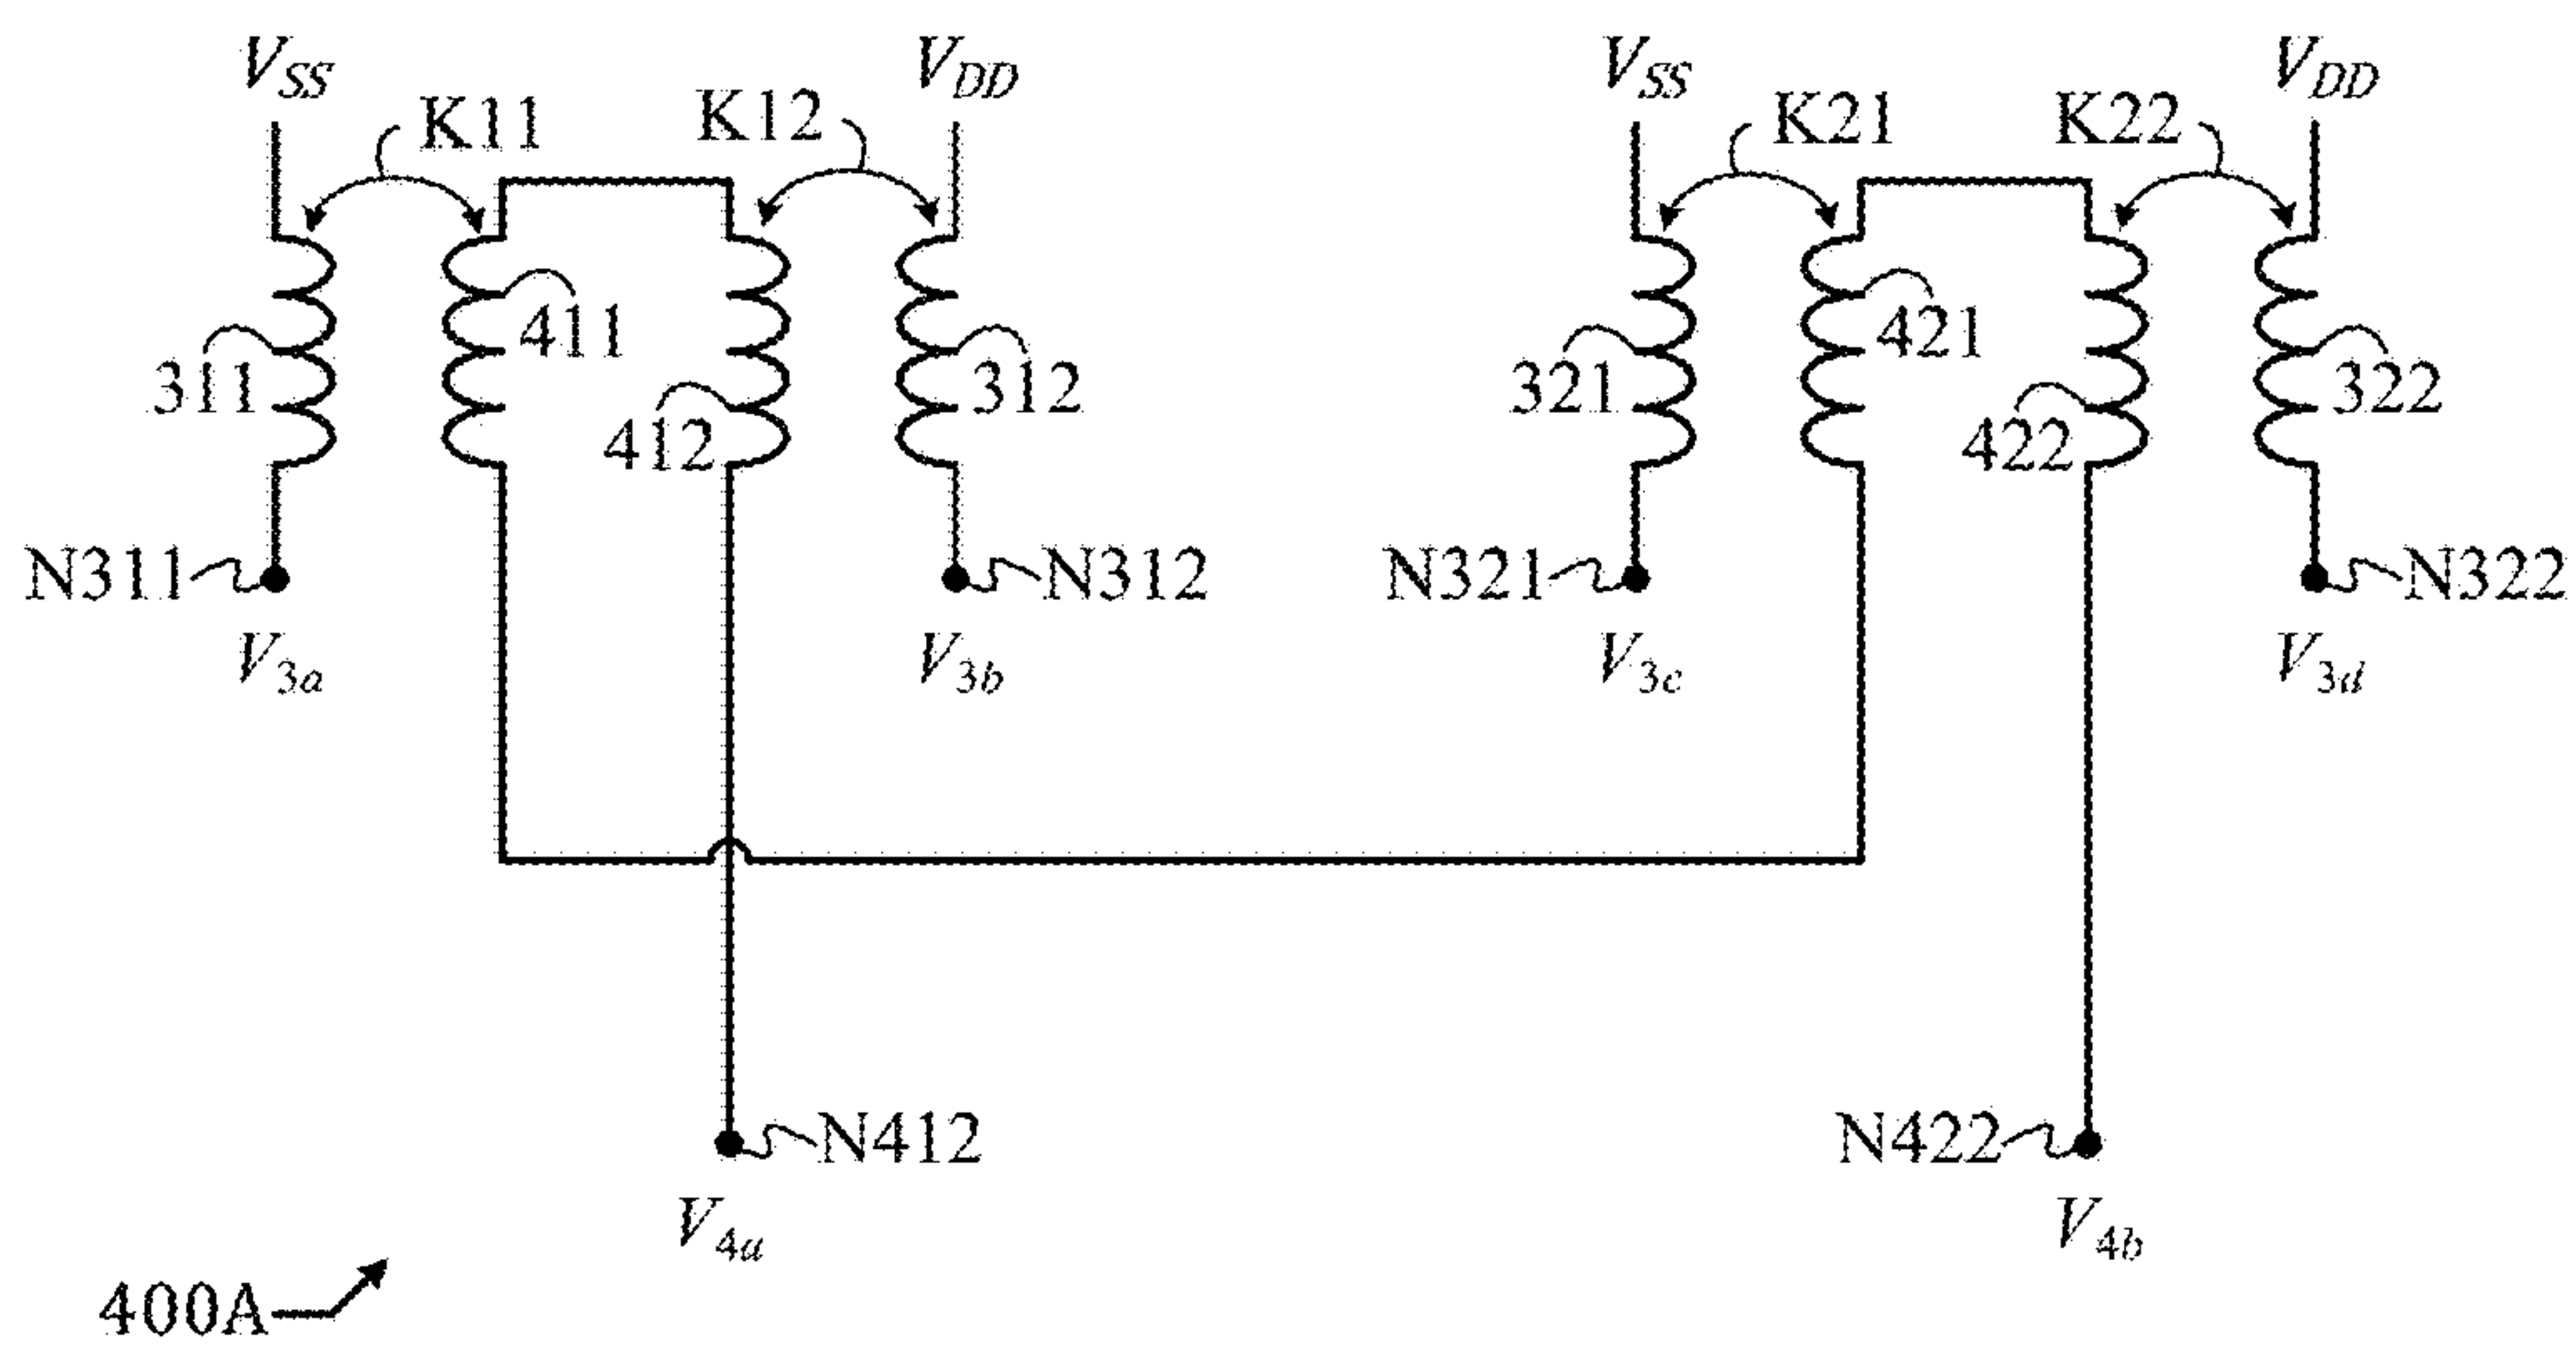 VSS
VDD
VSS
VDD
K11
K12
K21
K22
411
421
311
312
321
322
412
422
N311
N312
N321
N322
V3a
V3b
V3c
V3d
N412
N422
V4a
V4b
400A